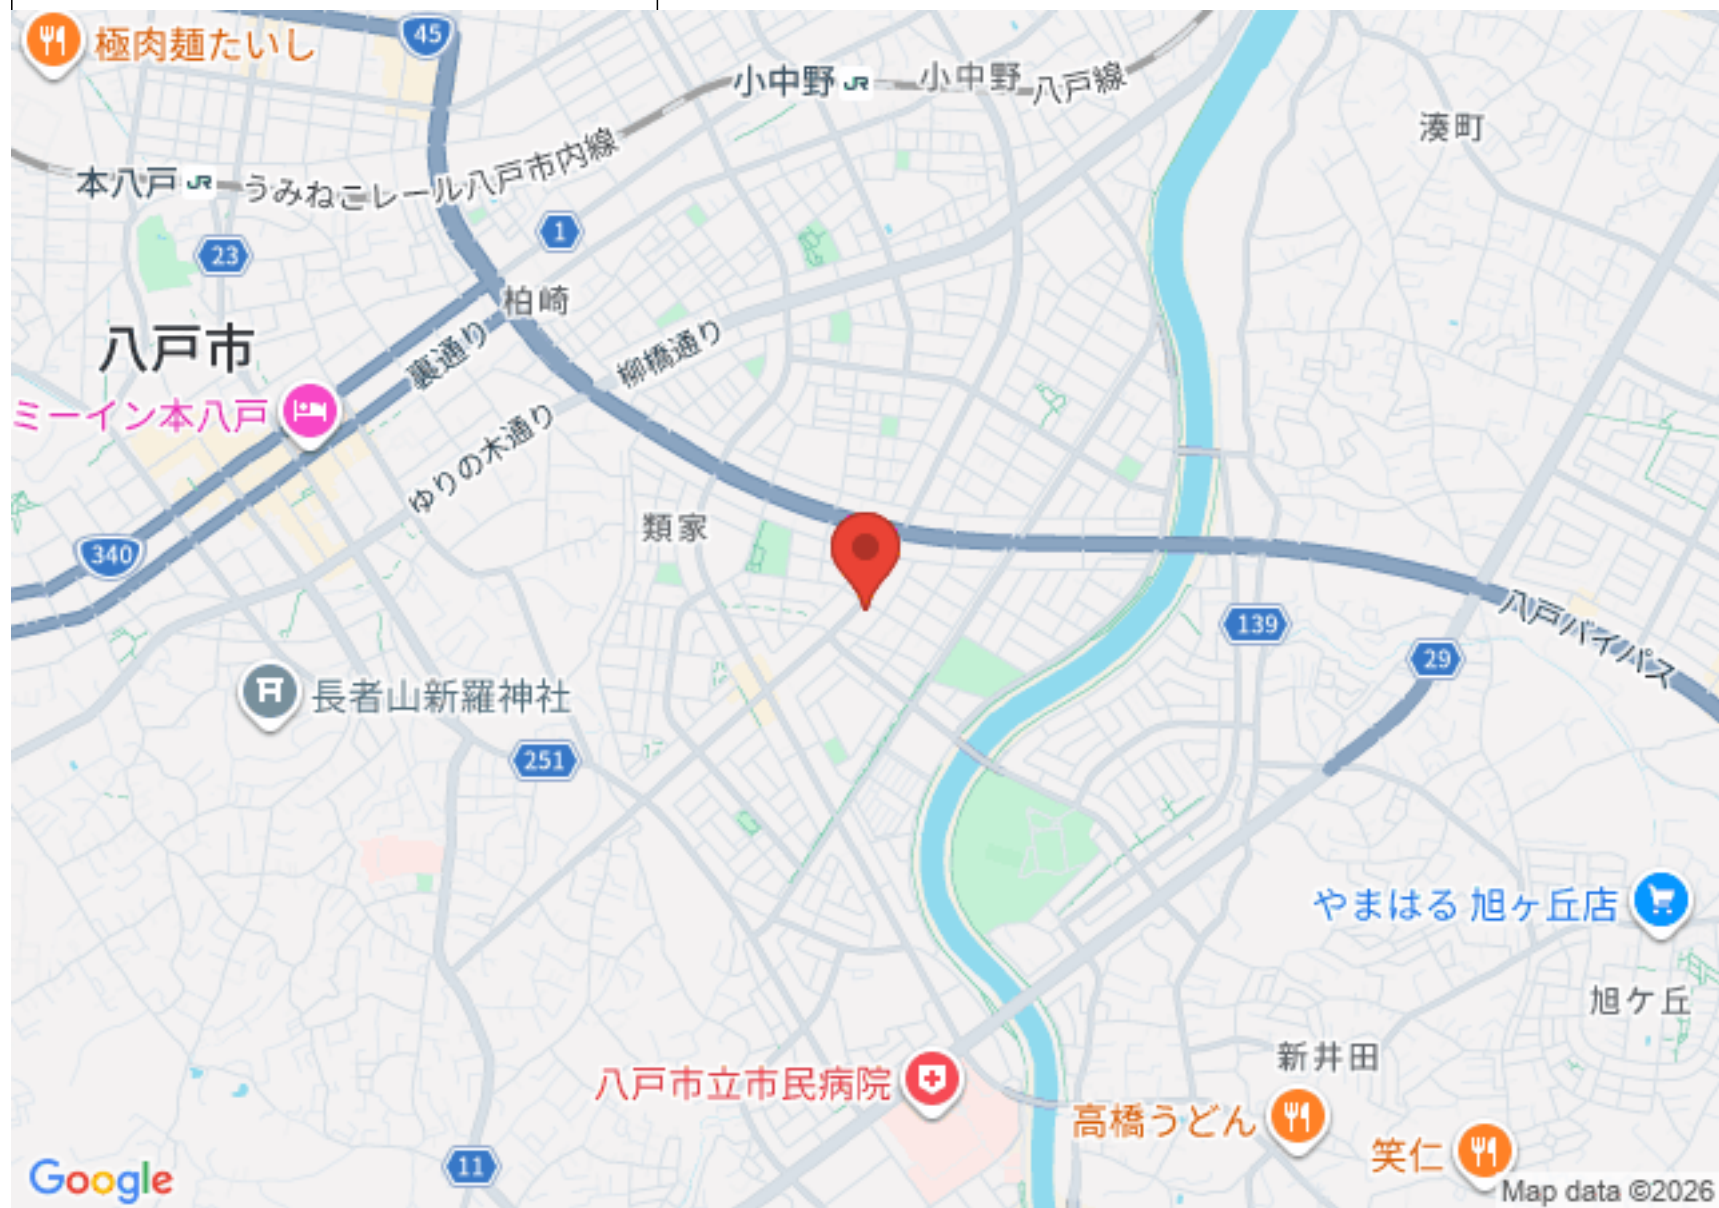 極肉麺たいし
45
小中野
小中野
八戸線
湊町
本八戸
うみねこレール八戸市内線
1
23
柏崎
八戸市
裏通り
柳橋通り
ミーイン本八戸
ゆりの木通り
類家
340
139
八戸バイパス
29
長者山新羅神社
251
やまはる 旭ヶ丘店
旭ケ丘
新井田
八戸市立市民病院
高橋うどん
笑仁
11
Google
Map data ©2026